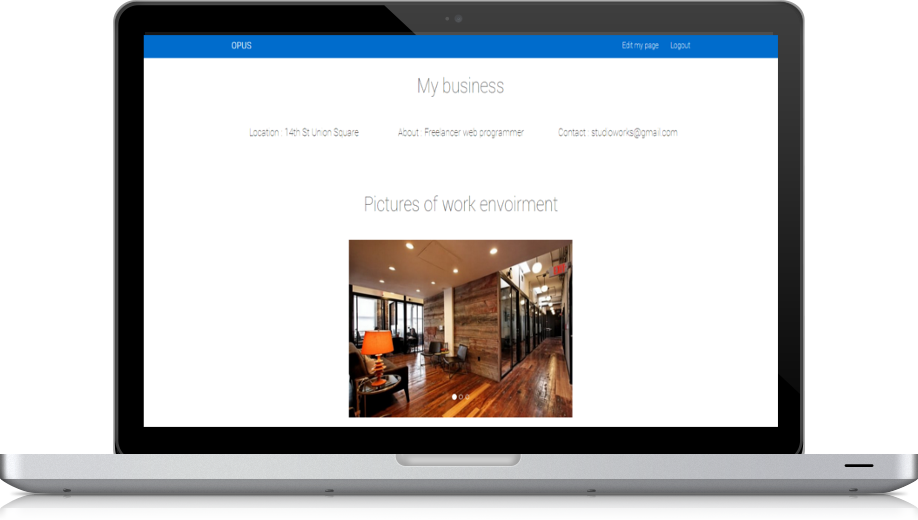 OPUS Edit my page Logout
My business
Location : 14th St Union Square About : Freelancer web programmer Contact : studioworks@gmail.com
Pictures of work envoirment
EXIT